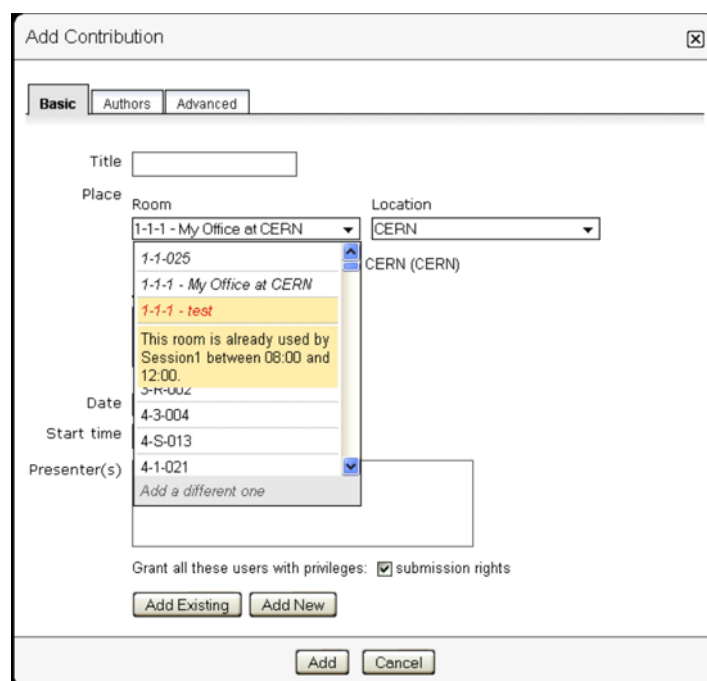 Add Contribution
Basic Authors Advanced
Title
Place
Room Location
1-1-1 - My Office at CERN CERN
1-1-025
CERN (CERN)
1-1-1 - My Office at CERN
1-1-1 - test
This room is already used by
Session1 between 08:00 and
12:00.
3-R-002
Date
4-3-004
Start time
4-S-013
Presenter(s)
4-1-021
Add a different one
Grant all these users with privileges: submission rights
Add Existing Add New
Add Cancel